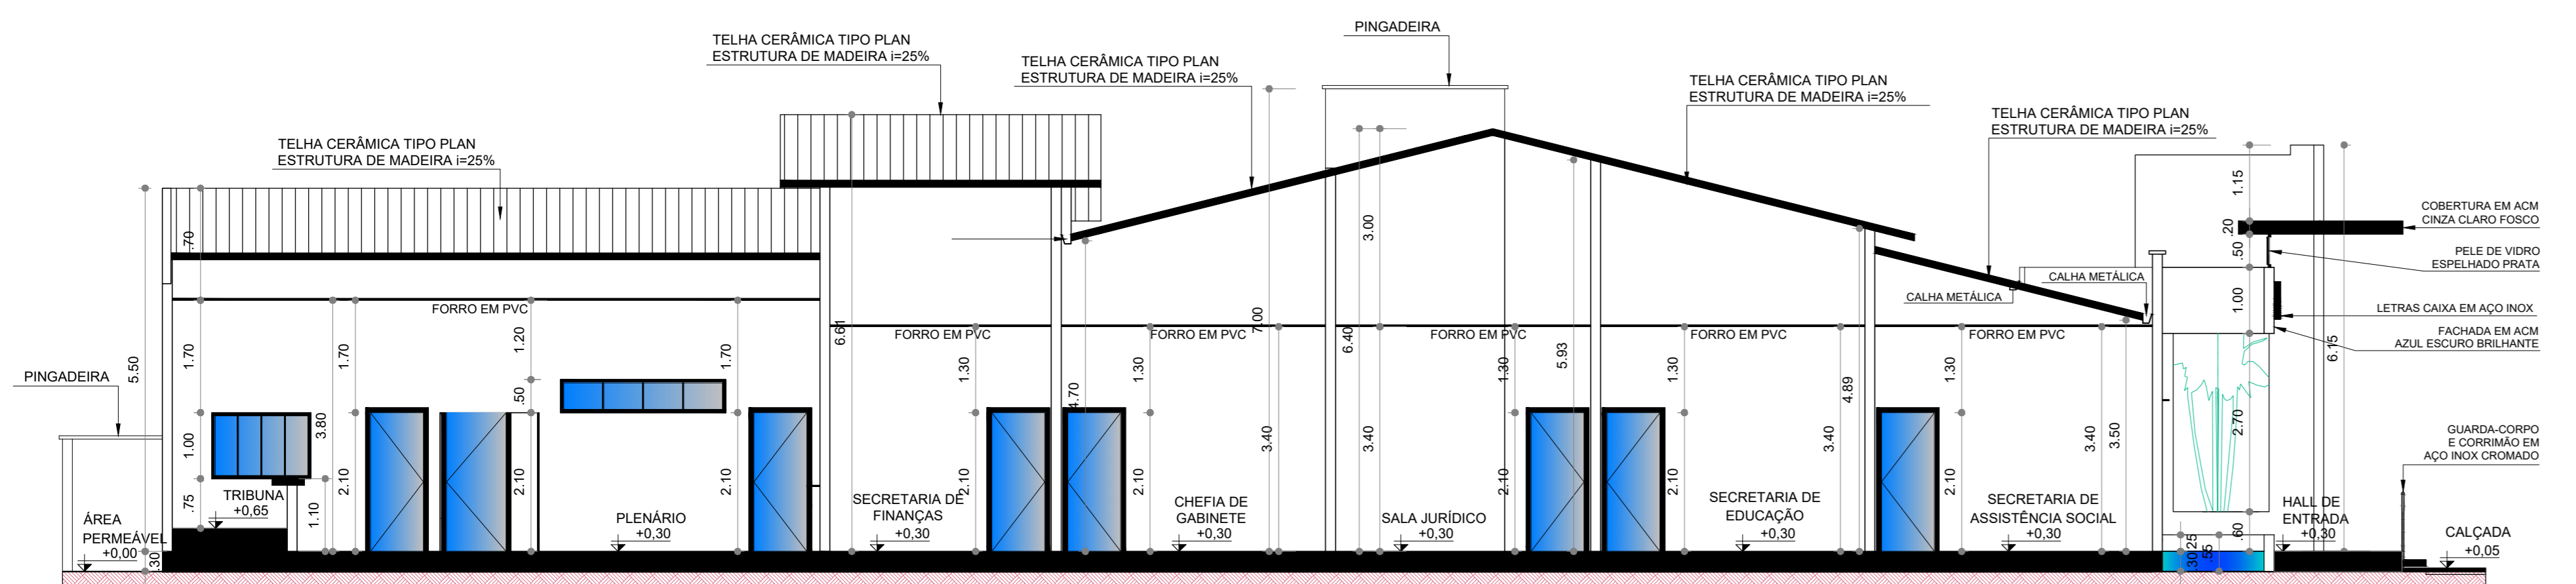 PINGADEIRA
TELHA CERÂMICA TIPO PLAN
ESTRUTURA DE MADEIRA i=25%
TELHA CERÂMICA TIPO PLAN
ESTRUTURA DE MADEIRA i=25%
TELHA CERÂMICA TIPO PLAN
ESTRUTURA DE MADEIRA i=25%
TELHA CERÂMICA TIPO PLAN
ESTRUTURA DE MADEIRA i=25%
TELHA CERÂMICA TIPO PLAN
ESTRUTURA DE MADEIRA i=25%
1.15
COBERTURA EM ACM
CINZA CLARO FOSCO
.20
.50
PELE DE VIDRO
ESPELHADO PRATA
.70
3.00
CALHA METÁLICA
CALHA METÁLICA
1.00
LETRAS CAIXA EM AÇO INOX
FACHADA EM ACM
AZUL ESCURO BRILHANTE
FORRO EM PVC
FORRO EM PVC
FORRO EM PVC
FORRO EM PVC
FORRO EM PVC
FORRO EM PVC
7.00
6.61
6.40
5.93
6.15
5.50
1.70
1.70
1.20
1.70
1.30
1.30
1.30
1.30
1.30
4.70
4.89
PINGADEIRA
.50
1.00
3.80
3.40
3.40
3.40
3.40
3.50
2.70
GUARDA-CORPO
E CORRIMÃO EM
AÇO INOX CROMADO
2.10
2.10
2.10
2.10
2.10
2.10
2.10
2.10
.75
1.10
TRIBUNA
+0,65
ÁREA
PERMEÁVEL
+0,00
.30
PLENÁRIO
+0,30
SECRETARIA DE
FINANÇAS
+0,30
CHEFIA DE
GABINETE
+0,30
SALA JURÍDICO
+0,30
SECRETARIA DE
EDUCAÇÃO
+0,30
SECRETARIA DE
ASSISTÊNCIA SOCIAL
+0,30
.30
.25
.55
.60
HALL DE
ENTRADA
+0,30
CALÇADA
+0,05